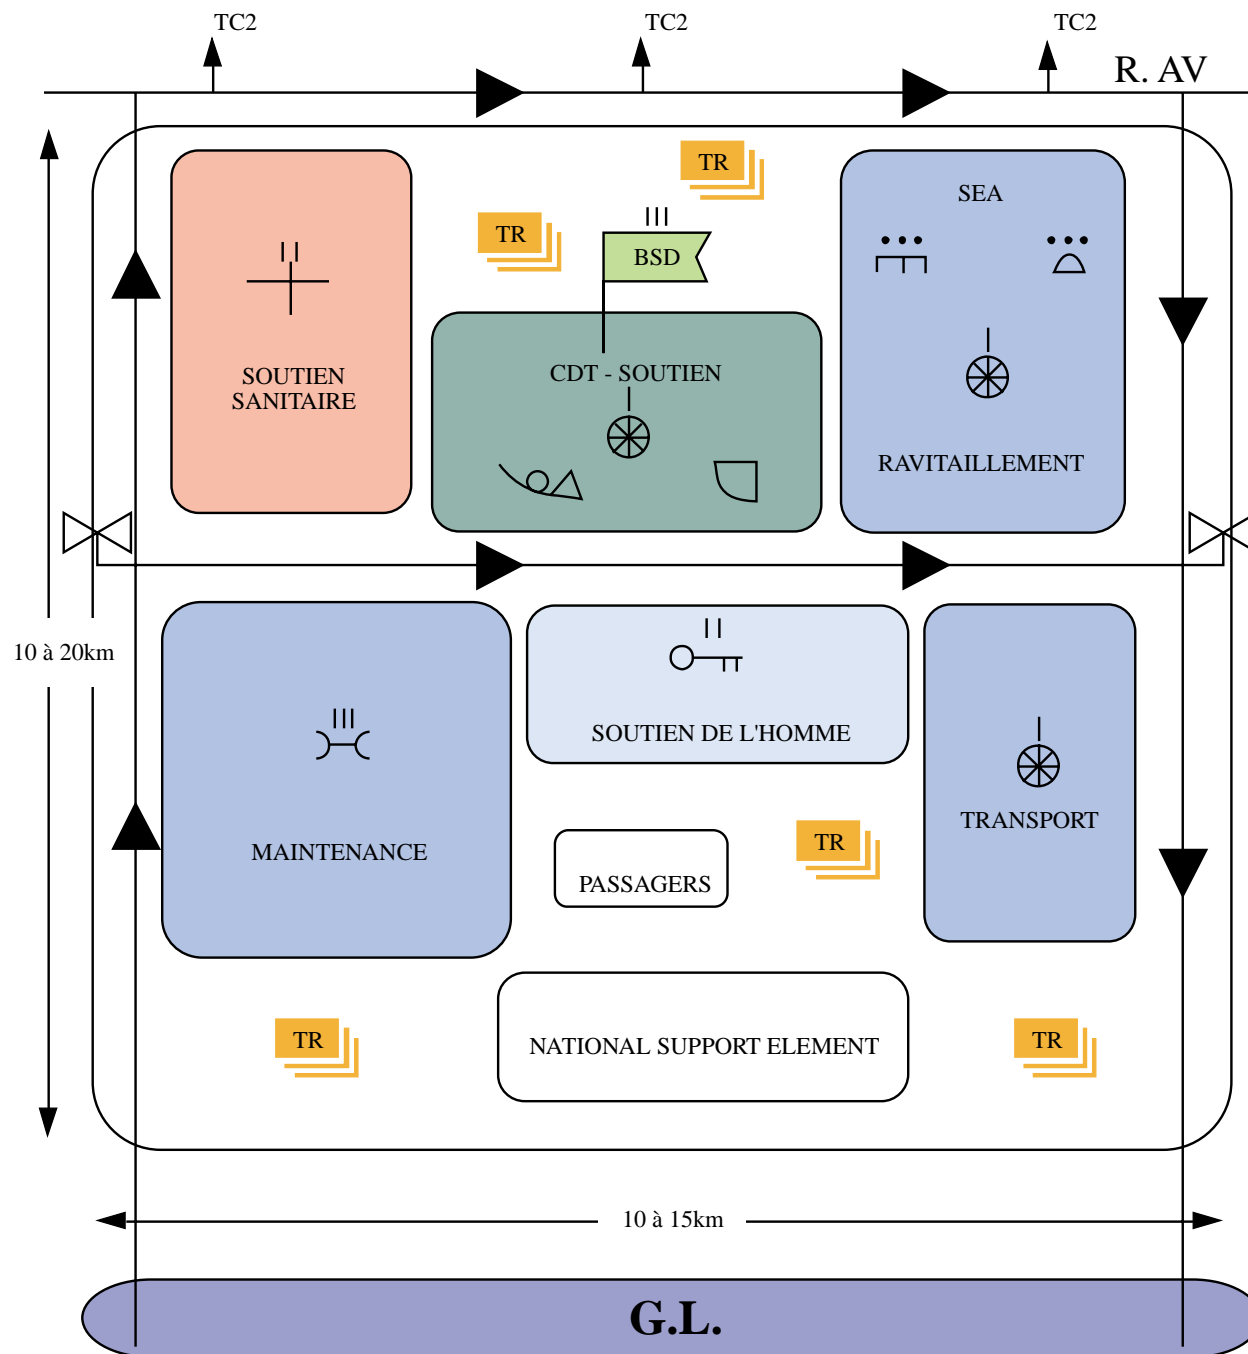 TC2
TC2
TC2
R. AV
TR
SEA
TR
BSD
SOUTIEN
SANITAIRE
CDT - SOUTIEN
RAVITAILLEMENT
10 à 20km
SOUTIEN DE L'HOMME
MAINTENANCE
TR
TRANSPORT
PASSAGERS
TR
NATIONAL SUPPORT ELEMENT
TR
10 à 15km
G.L.